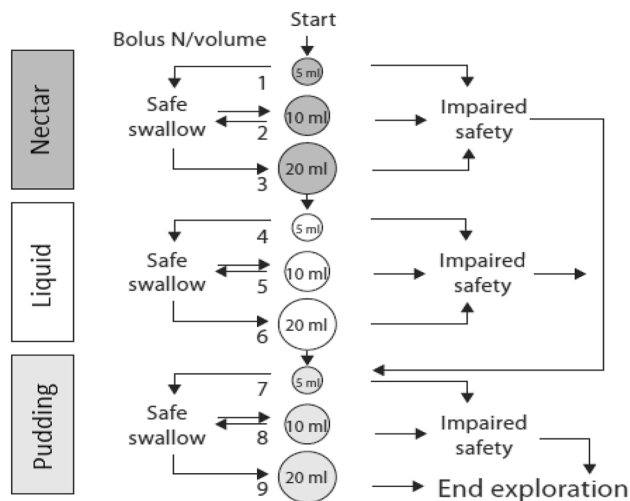 Start
Bolus N/volume
Nectar
1
5 ml
Safe
swallow
10 ml
2
Impaired
safety
20 ml
3
Liquid
4
5 ml
Safe
swallow
10 ml
5
Impaired
safety
20 ml
6
Pudding
7
5 ml
Safe
swallow
10 ml
8
Impaired
safety
20 ml
9
End exploration